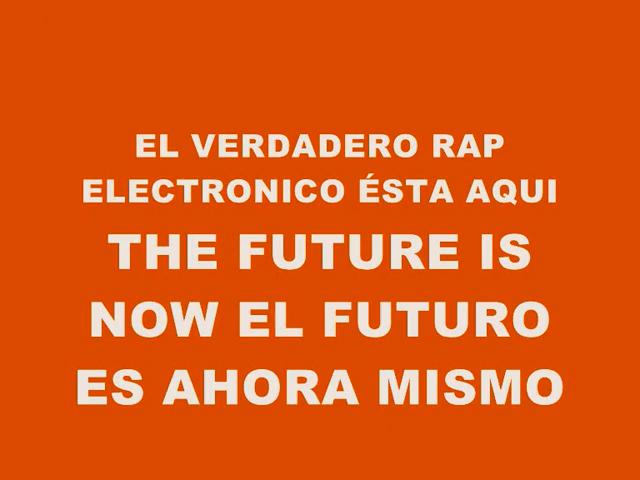 EL VERDADERO RAP
ELECTRONICO ÉSTA AQUI
THE FUTURE IS
NOW EL FUTURO
ES AHORA MISMO